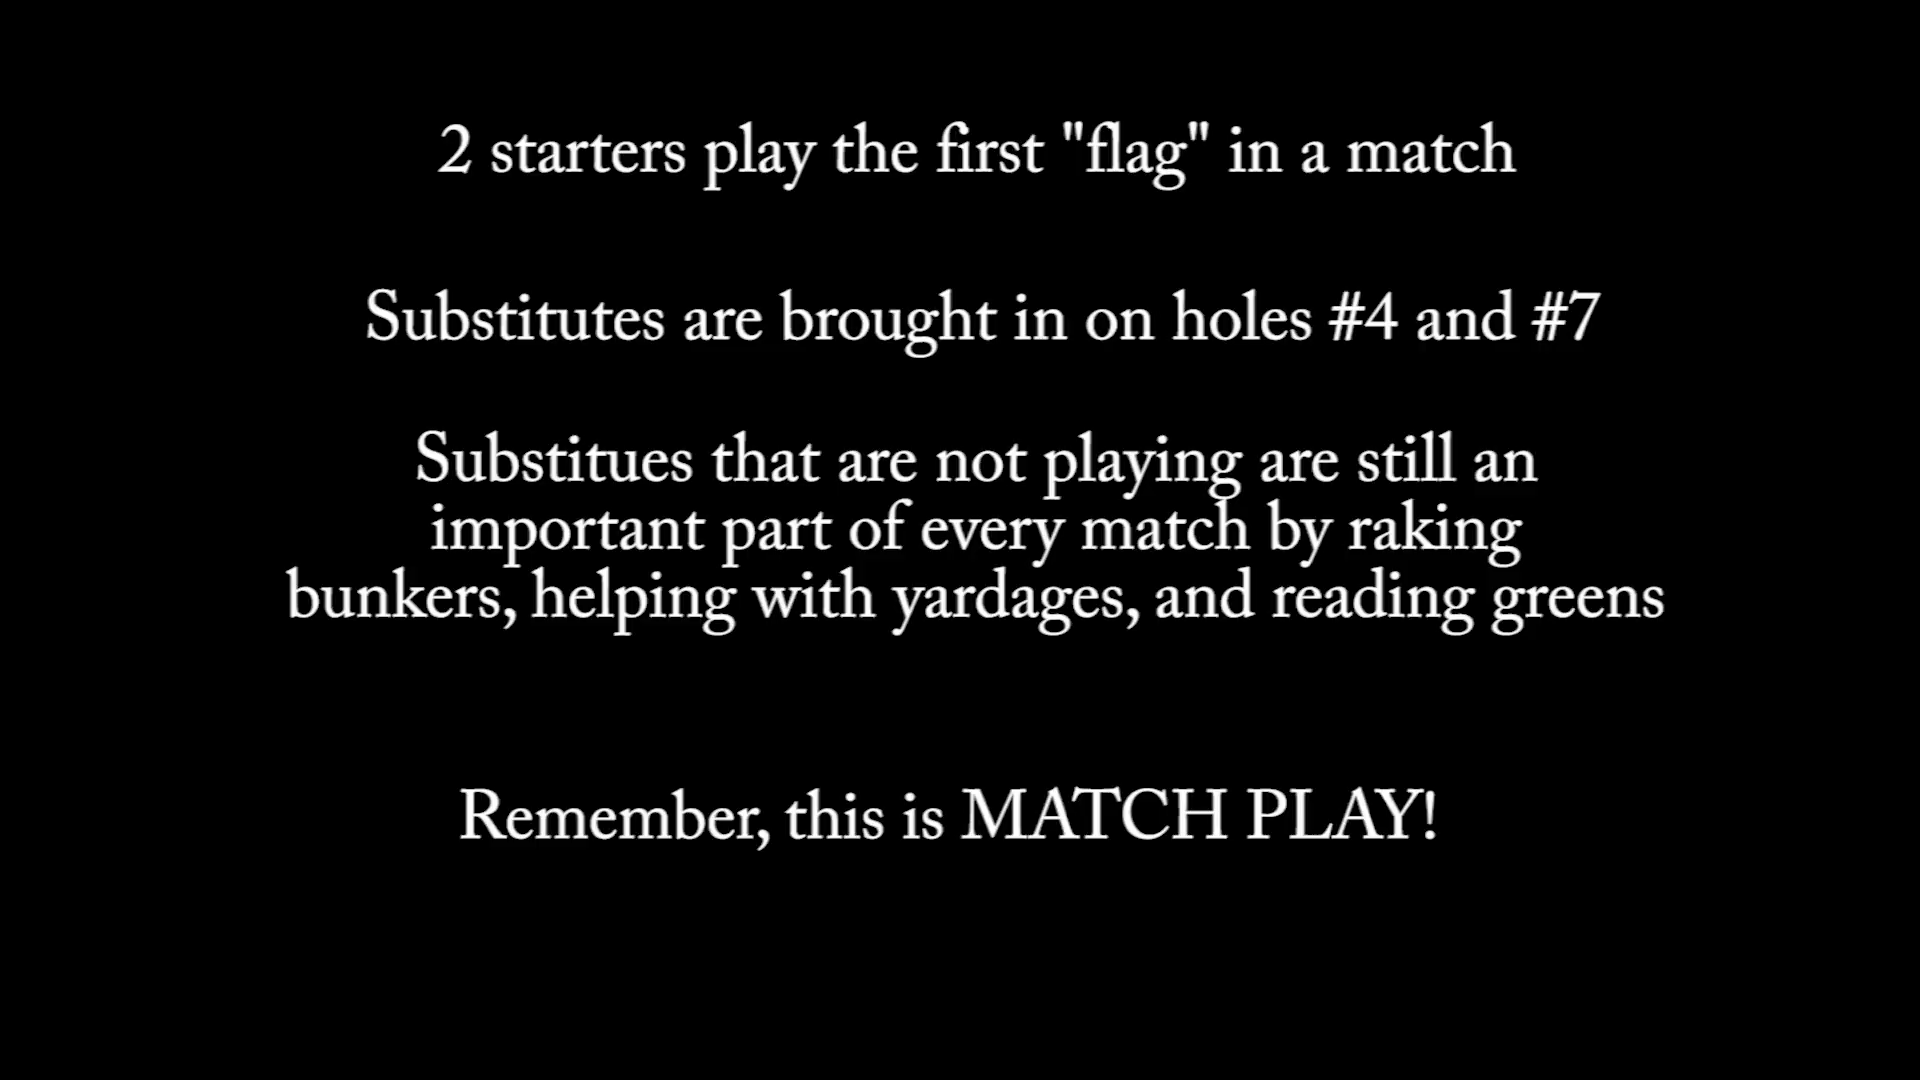 2 starters play the first "flag" in a match
Substitutes are brought in on holes #4 and #7
Substitues that are not playing are still an
important part of every match by raking
bunkers, helping with yardages, and reading greens
Remember, this is MATCH PLAY!